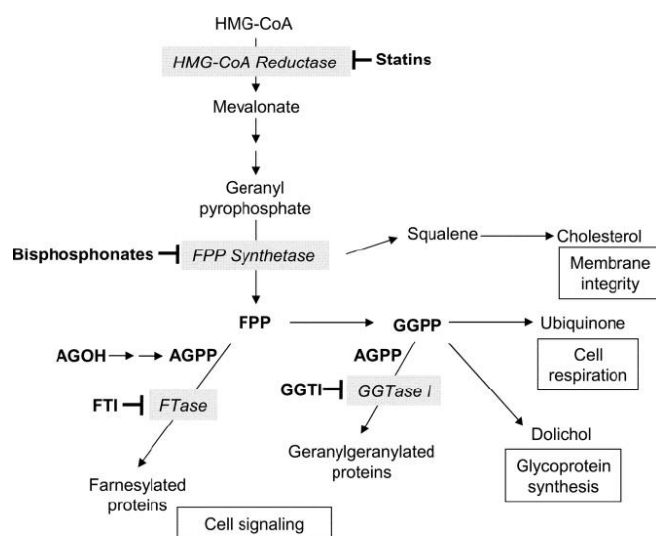 HMG-CoA
HMG-CoA Reductase
Statins
Mevalonate
Geranyl
pyrophosphate
Bisphosphonates
FPP Synthetase
Squalene
Cholesterol
Membrane
integrity
FPP
GGPP
Ubiquinone
Cell
respiration
AGOH
AGPP
AGPP
FTI
FTase
GGTI
GGTase I
Dolichol
Glycoprotein
synthesis
Geranylgeranylated
proteins
Farnesylated
proteins
Cell signaling